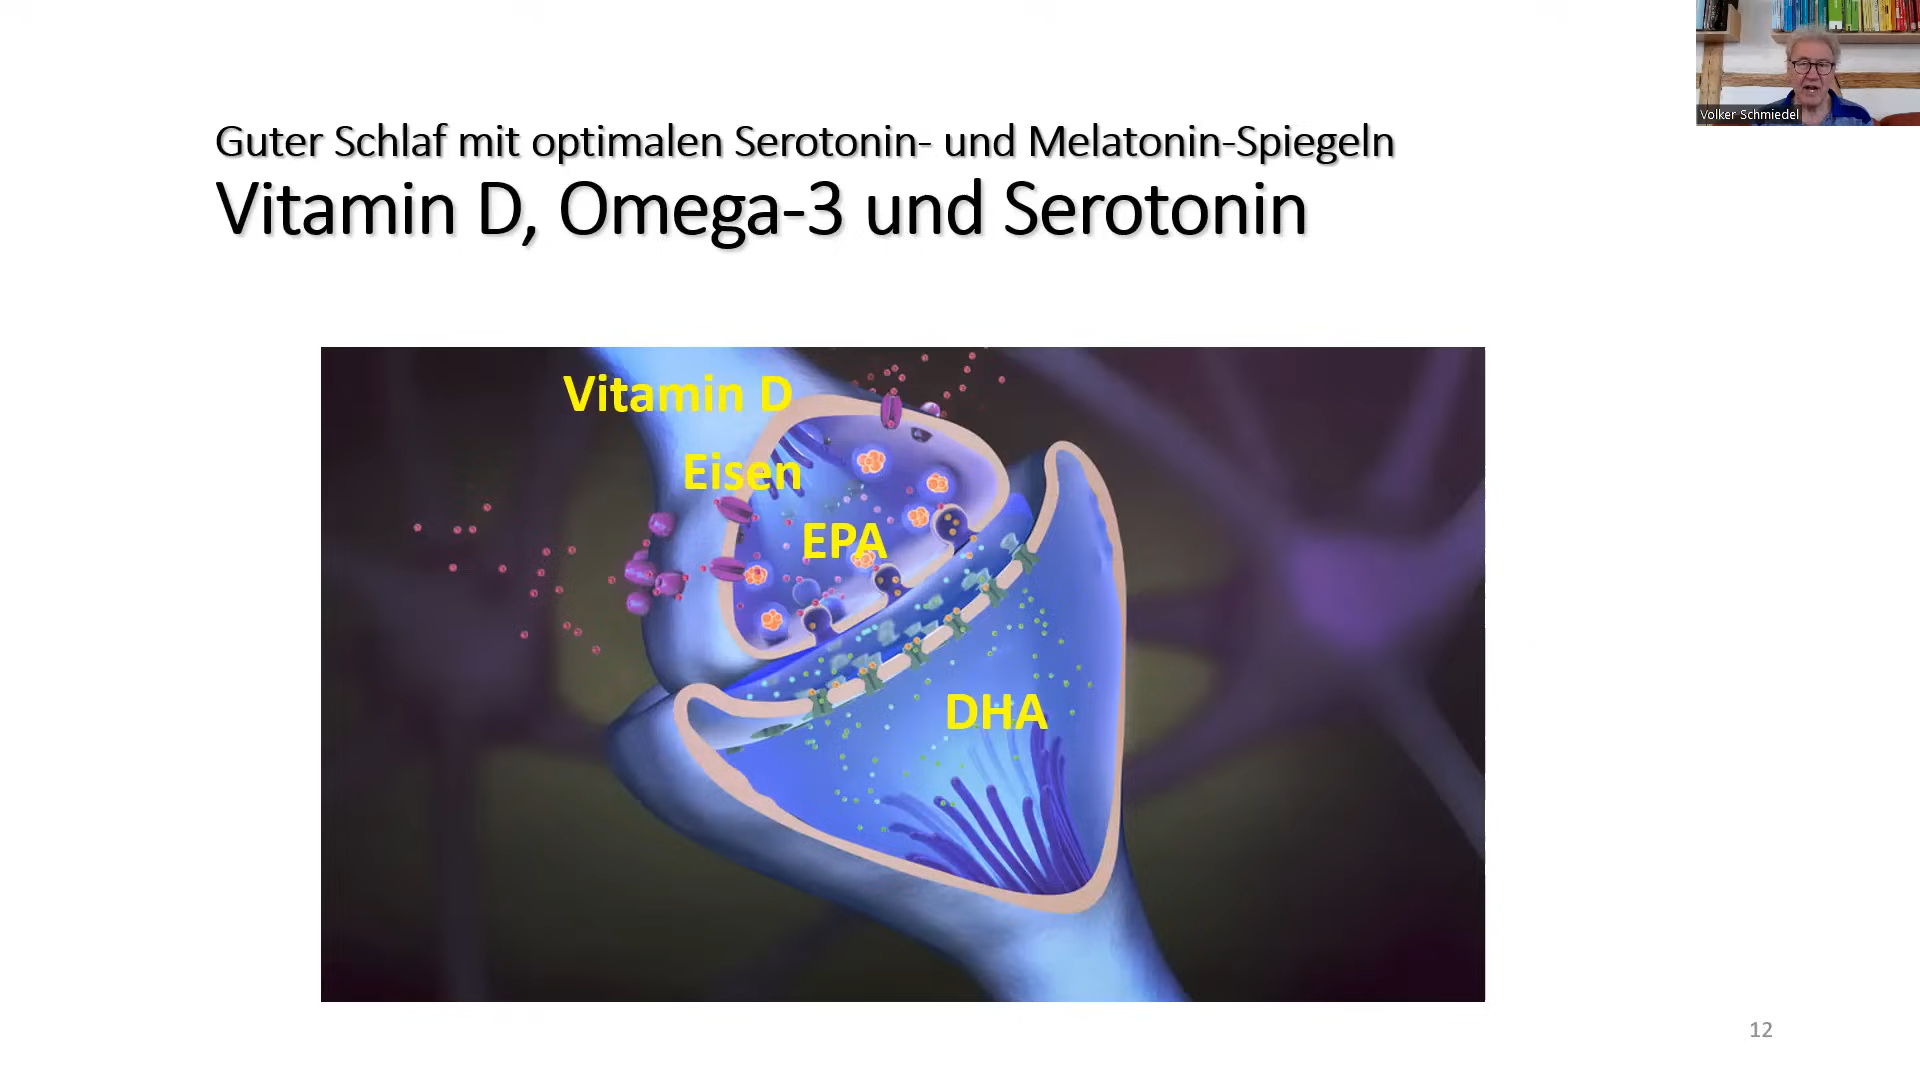 Volker Schmiedel
Guter Schlaf mit optimalen Serotonin- und Melatonin-Spiegeln
Vitamin D, Omega-3 und Serotonin
Vitamin D
Eisen
EPA
DHA
12